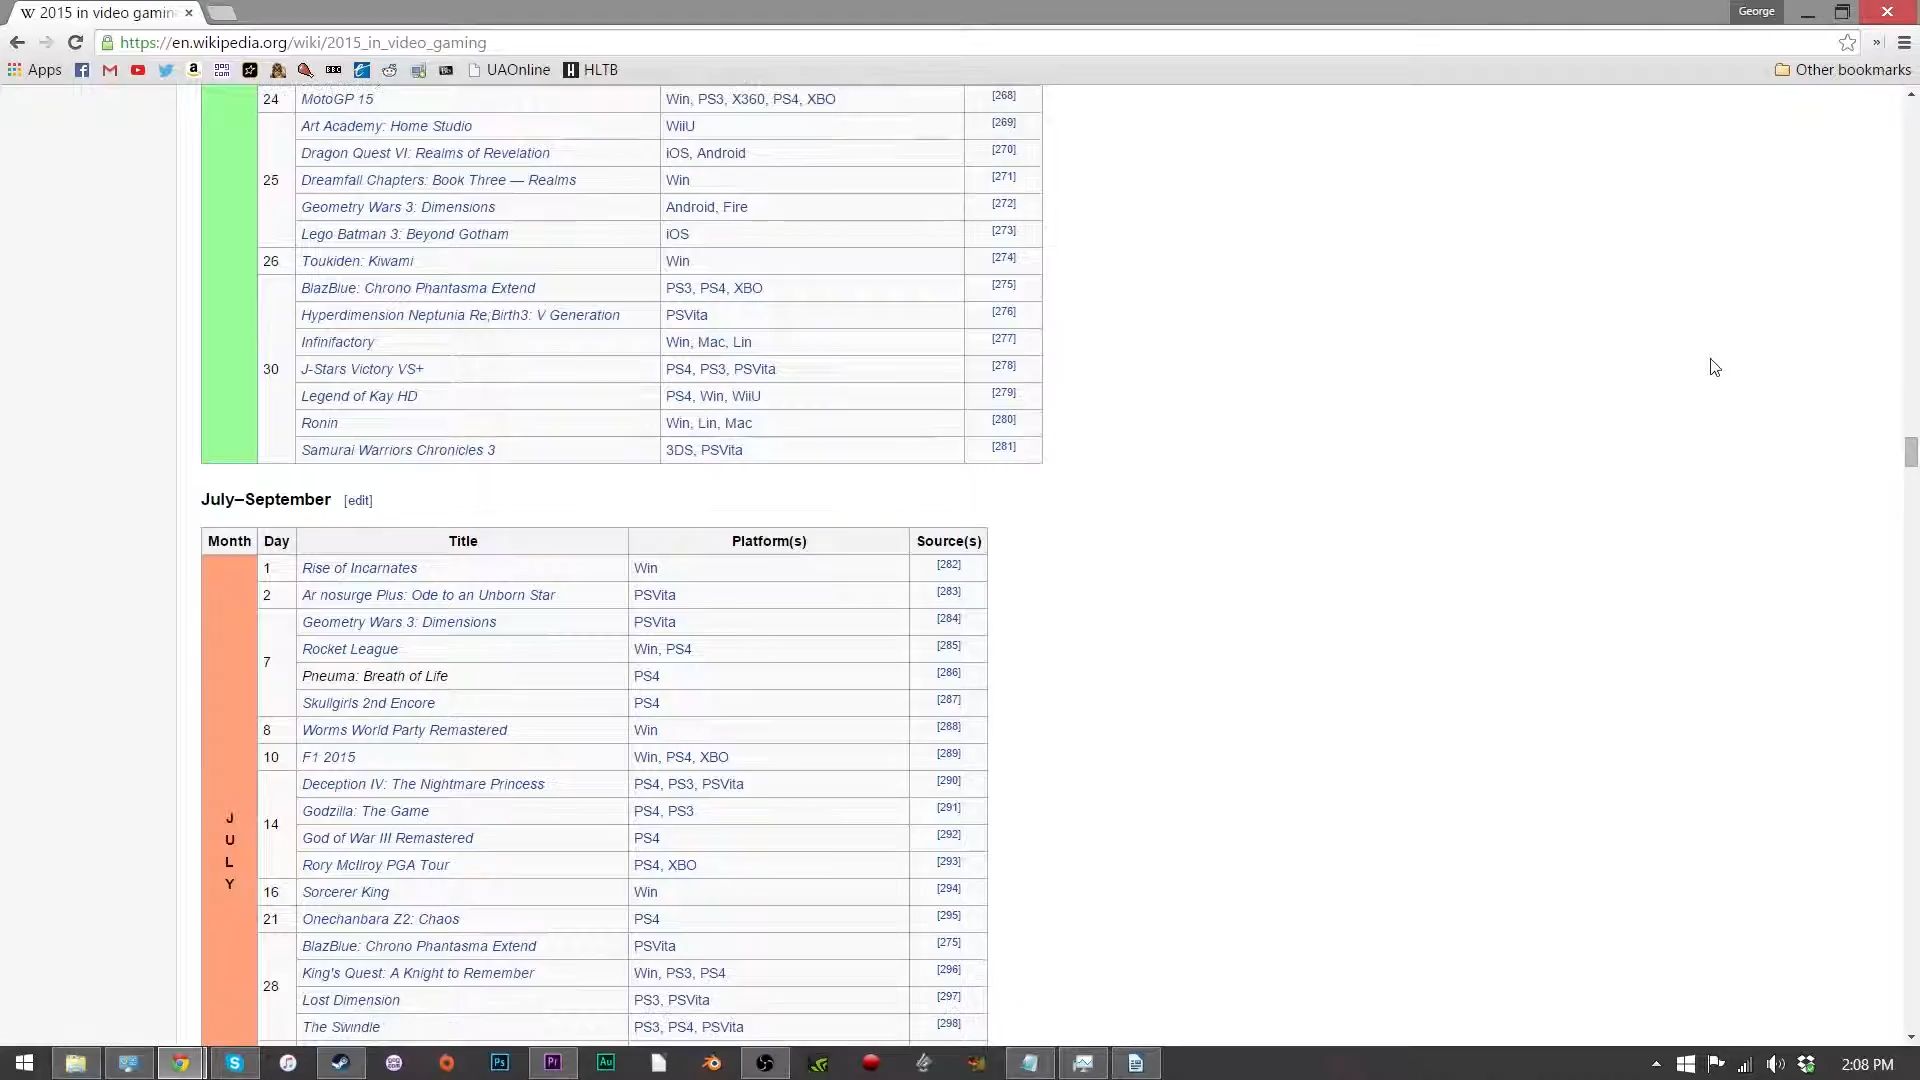 2015 in video gamin
George
https://en.wikipedia.org/wiki/2015_in_video_gaming
Apps UAOnline HLTB Other bookmarks
24 MotoGP 15 Win, PS3, X360, PS4, XBO [268]
Art Academy: Home Studio WiiU [269]
Dragon Quest VI: Realms of Revelation iOS, Android [270]
25 Dreamfall Chapters: Book Three — Realms Win [271]
Geometry Wars 3: Dimensions Android, Fire [272]
Lego Batman 3: Beyond Gotham iOS [273]
26 Toukiden: Kiwami Win [274]
BlazBlue: Chrono Phantasma Extend PS3, PS4, XBO [275]
Hyperdimension Neptunia Re;Birth3: V Generation PSVita [276]
Infinifactory Win, Mac, Lin [277]
30 J-Stars Victory VS+ PS4, PS3, PSVita [278]
Legend of Kay HD PS4, Win, WiiU [279]
Ronin Win, Lin, Mac [280]
Samurai Warriors Chronicles 3 3DS, PSVita [281]
July–September [edit]
Month Day Title Platform(s) Source(s)
1 Rise of Incarnates Win [282]
2 Ar nosurge Plus: Ode to an Unborn Star PSVita [283]
Geometry Wars 3: Dimensions PSVita [284]
Rocket League Win, PS4 [285]
7 Pneuma: Breath of Life PS4 [286]
Skullgirls 2nd Encore PS4 [287]
8 Worms World Party Remastered Win [288]
10 F1 2015 Win, PS4, XBO [289]
Deception IV: The Nightmare Princess PS4, PS3, PSVita [290]
JULY 14 Godzilla: The Game PS4, PS3 [291]
God of War III Remastered PS4 [292]
Rory McIlroy PGA Tour PS4, XBO [293]
16 Sorcerer King Win [294]
21 Onechanbara Z2: Chaos PS4 [295]
BlazBlue: Chrono Phantasma Extend PSVita [275]
28 King's Quest: A Knight to Remember Win, PS3, PS4 [296]
Lost Dimension PS3, PSVita [297]
The Swindle PS3, PS4, PSVita [298]
2:08 PM